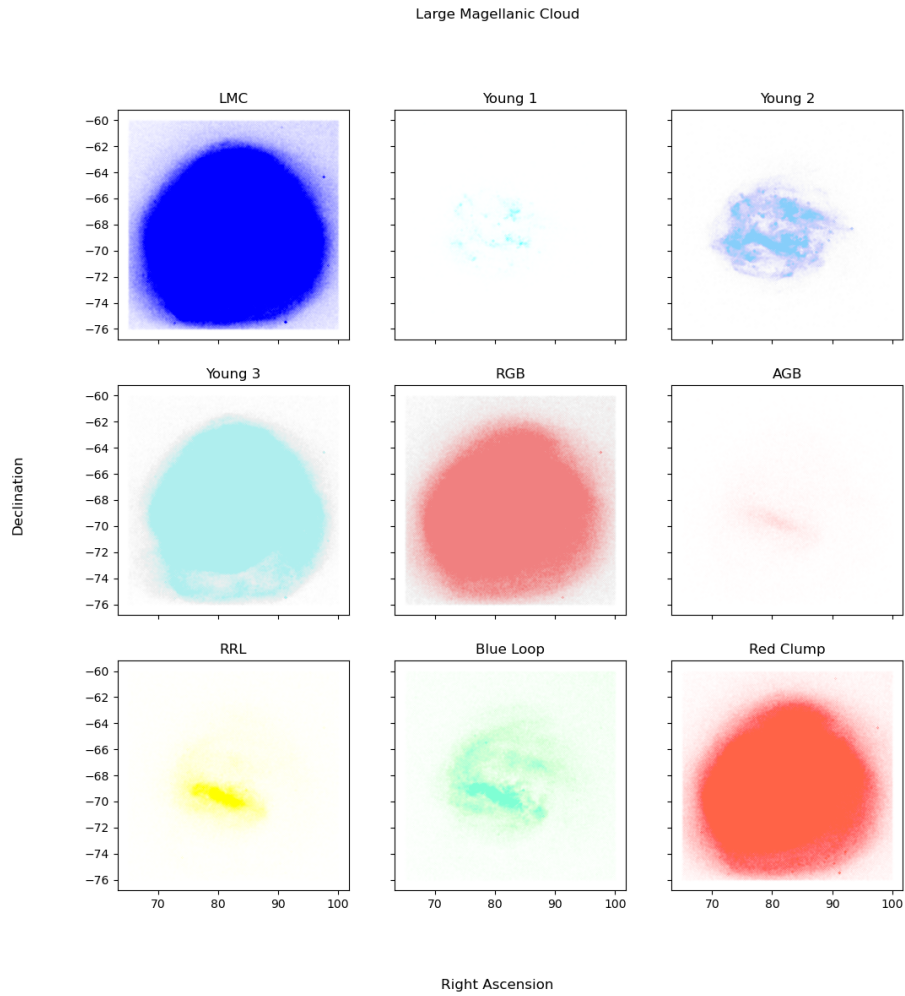 Large Magellanic Cloud
LMC
Young 1
Young 2
−60
−62
−64
−66
−68
−70
−72
−74
−76
Young 3
RGB
AGB
−60
−62
−64
−66
−68
−70
−72
−74
−76
RRL
Blue Loop
Red Clump
−60
−62
−64
−66
−68
−70
−72
−74
−76
70 80 90 100
70 80 90 100
70 80 90 100
Declination
Right Ascension